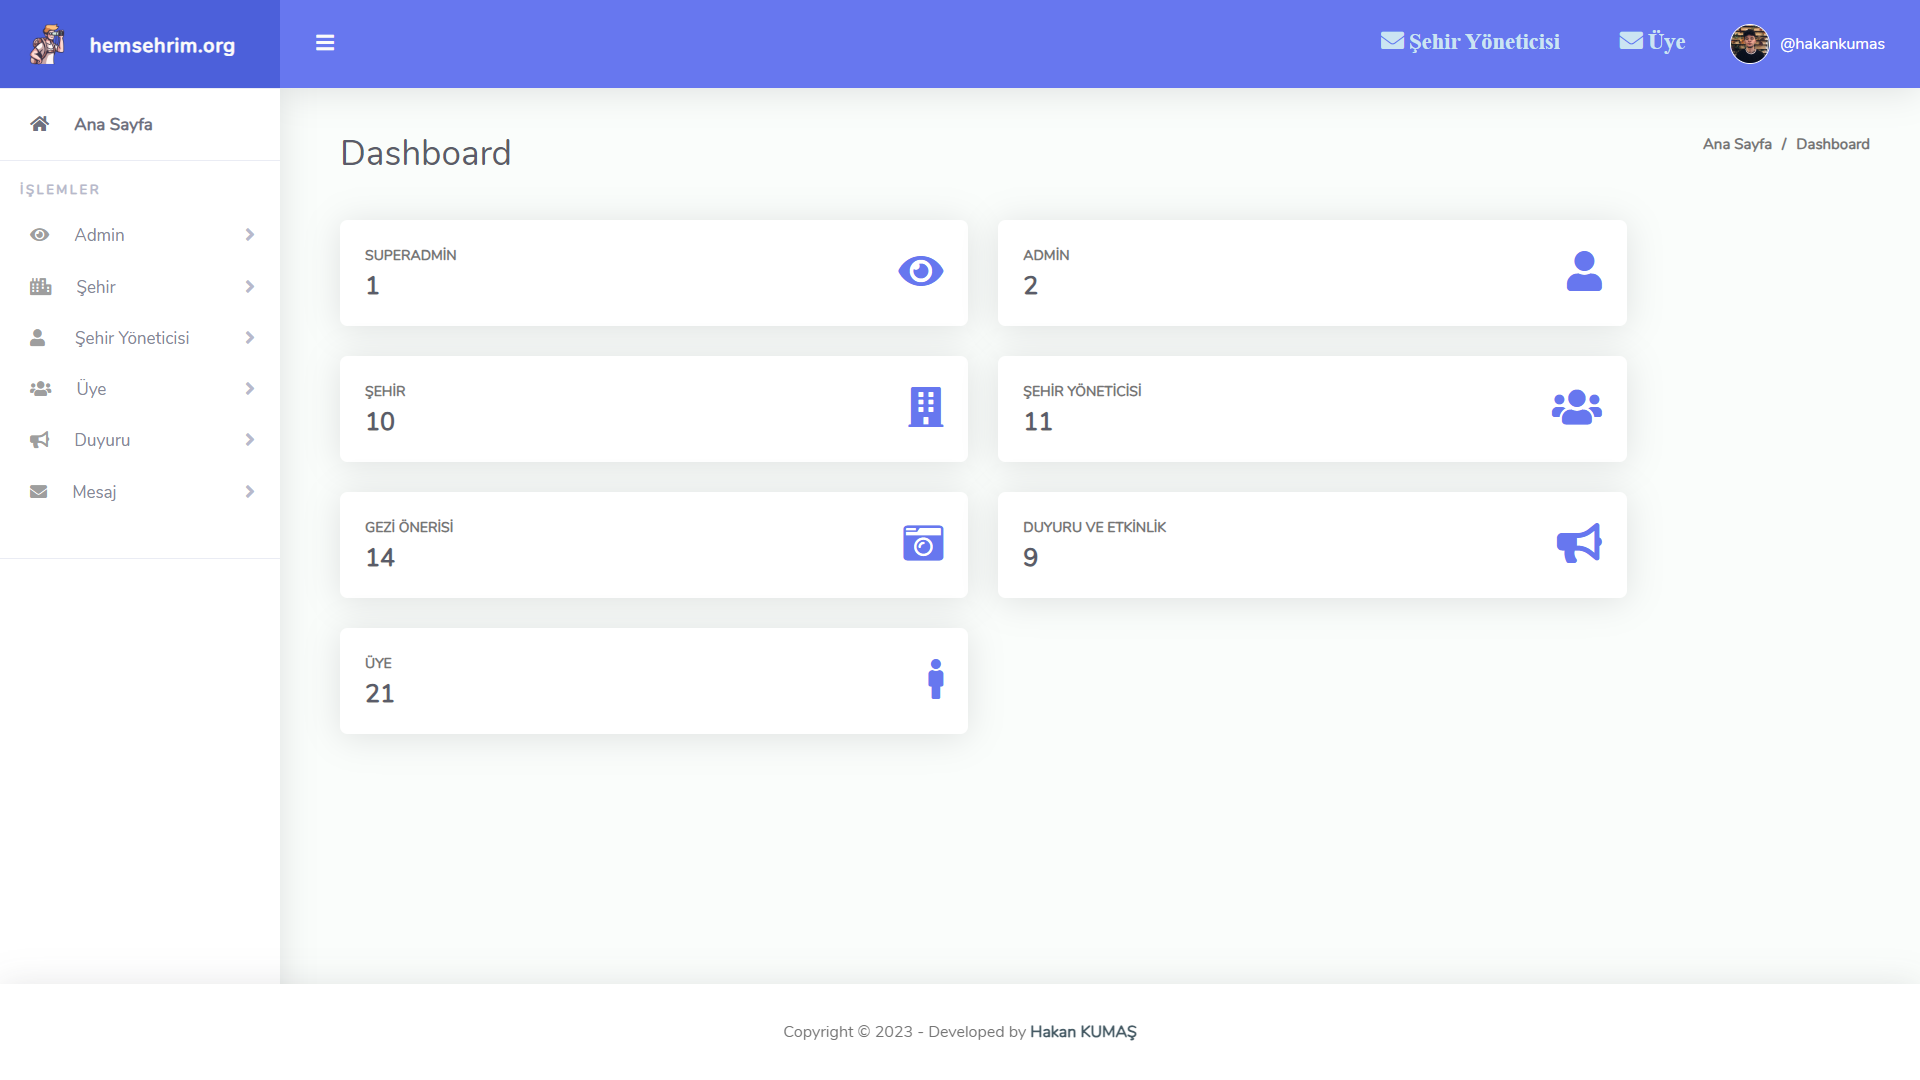 hemsehrim.org
Şehir Yöneticisi
Üye
@hakankumas
Ana Sayfa
İŞLEMLER
Admin
Şehir
Şehir Yöneticisi
Üye
Duyuru
Mesaj
Dashboard
Ana Sayfa / Dashboard
SUPERADMİN
1
ADMİN
2
ŞEHİR
10
ŞEHİR YÖNETİCİSİ
11
GEZİ ÖNERİSİ
14
DUYURU VE ETKİNLİK
9
ÜYE
21
Copyright © 2023 - Developed by Hakan KUMAŞ